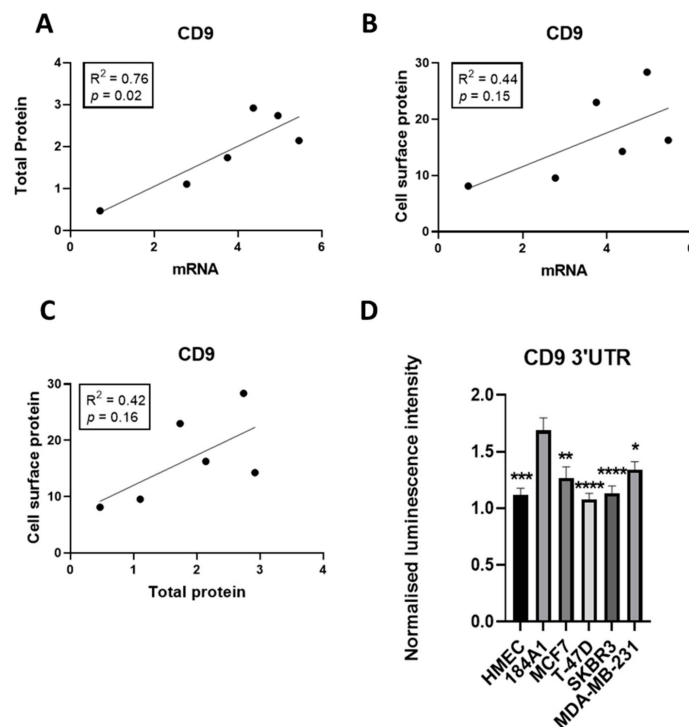 A
CD9
R² = 0.76
p = 0.02
Total Protein
4
3
2
1
0
0 2 4 6
mRNA
B
CD9
R² = 0.44
p = 0.15
Cell surface protein
30
20
10
0
0 2 4 6
mRNA
C
CD9
R² = 0.42
p = 0.16
Cell surface protein
30
20
10
0
0 1 2 3 4
Total protein
D
CD9 3'UTR
Normalised luminescence intensity
2.0
1.5
1.0
0.5
0.0
***
**
****
****
*
HMEC
184A1
MCF7
T-47D
SKBR3
MDA-MB-231